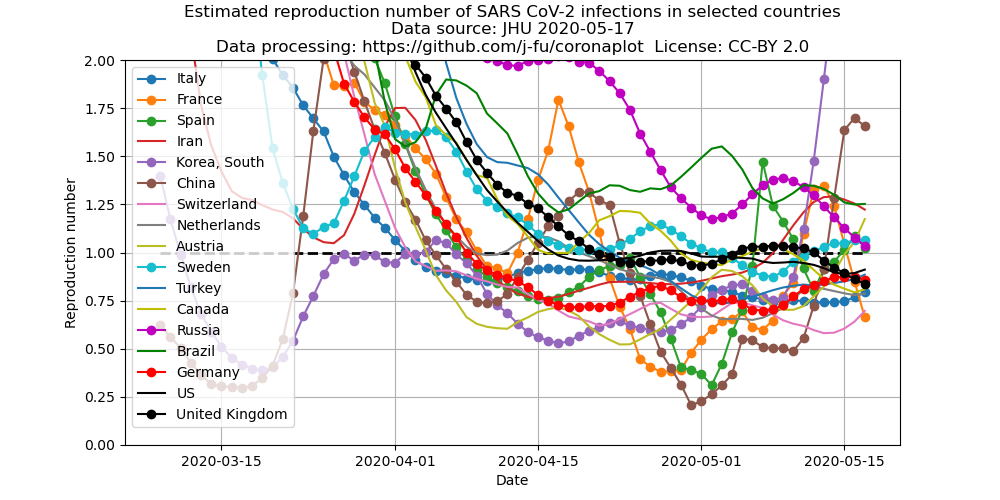 Estimated reproduction number of SARS CoV-2 infections in selected countries
Data source: JHU 2020-05-17
Data processing: https://github.com/j-fu/coronaplot  License: CC-BY 2.0
Reproduction number
2.00
1.75
1.50
1.25
1.00
0.75
0.50
0.25
0.00
Italy
France
Spain
Iran
Korea, South
China
Switzerland
Netherlands
Austria
Sweden
Turkey
Canada
Russia
Brazil
Germany
US
United Kingdom
2020-03-15
2020-04-01
2020-04-15
2020-05-01
2020-05-15
Date